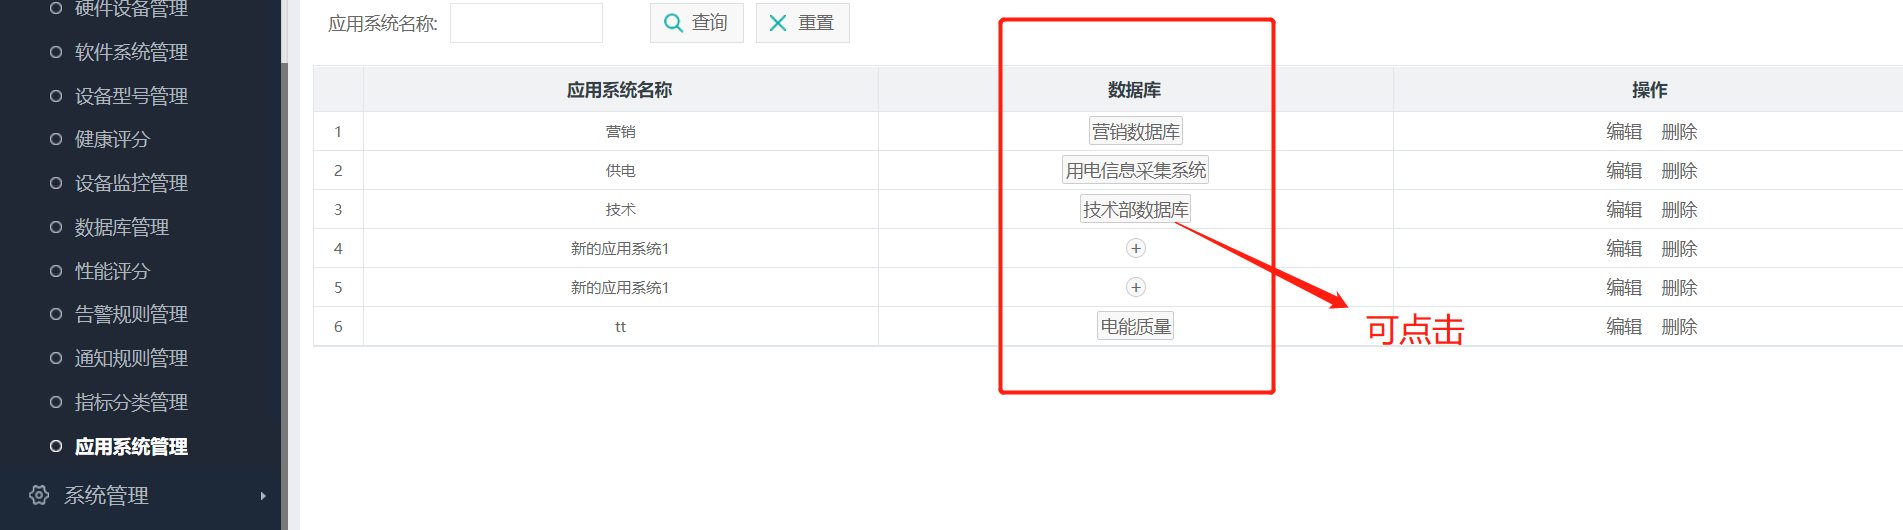 硬件设备管理
软件系统管理
设备型号管理
健康评分
设备监控管理
数据库管理
性能评分
告警规则管理
通知规则管理
指标分类管理
应用系统管理
系统管理
应用系统名称: 查询 重置
应用系统名称 数据库 操作
1 营销 营销数据库 编辑 删除
2 供电 用电信息采集系统 编辑 删除
3 技术 技术部数据库 编辑 删除
4 新的应用系统1 + 编辑 删除
5 新的应用系统1 + 编辑 删除
6 tt 电能质量 编辑 删除
可点击